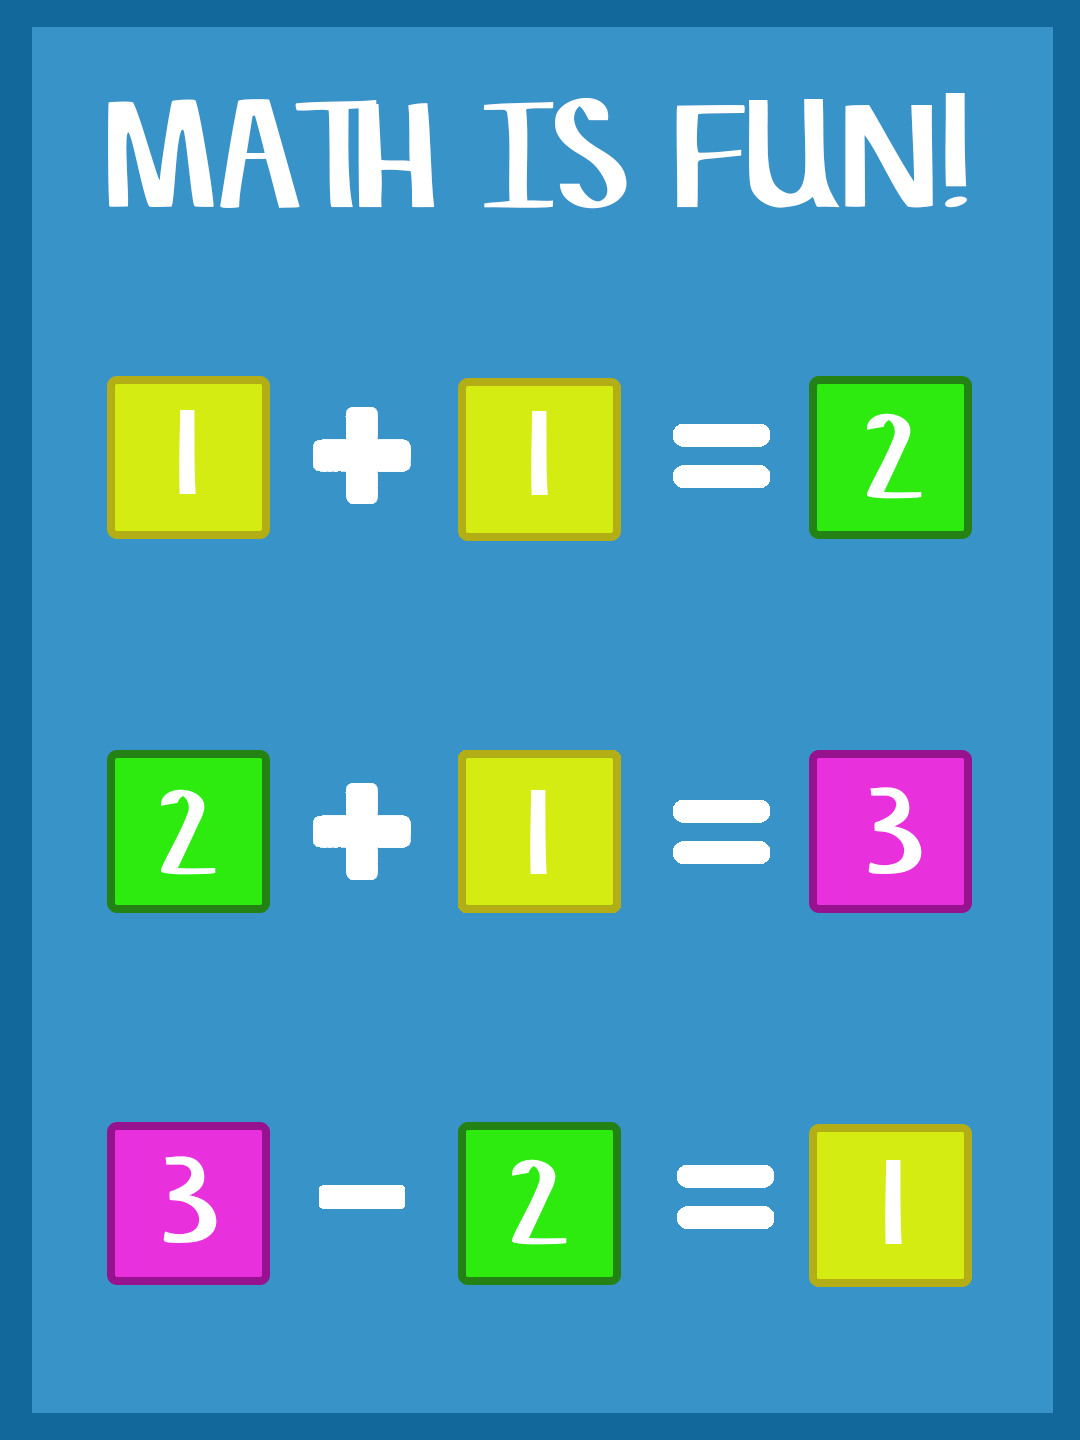 MATH IS FUN!
1 + 1 = 2
2 + 1 = 3
3 - 2 = 1